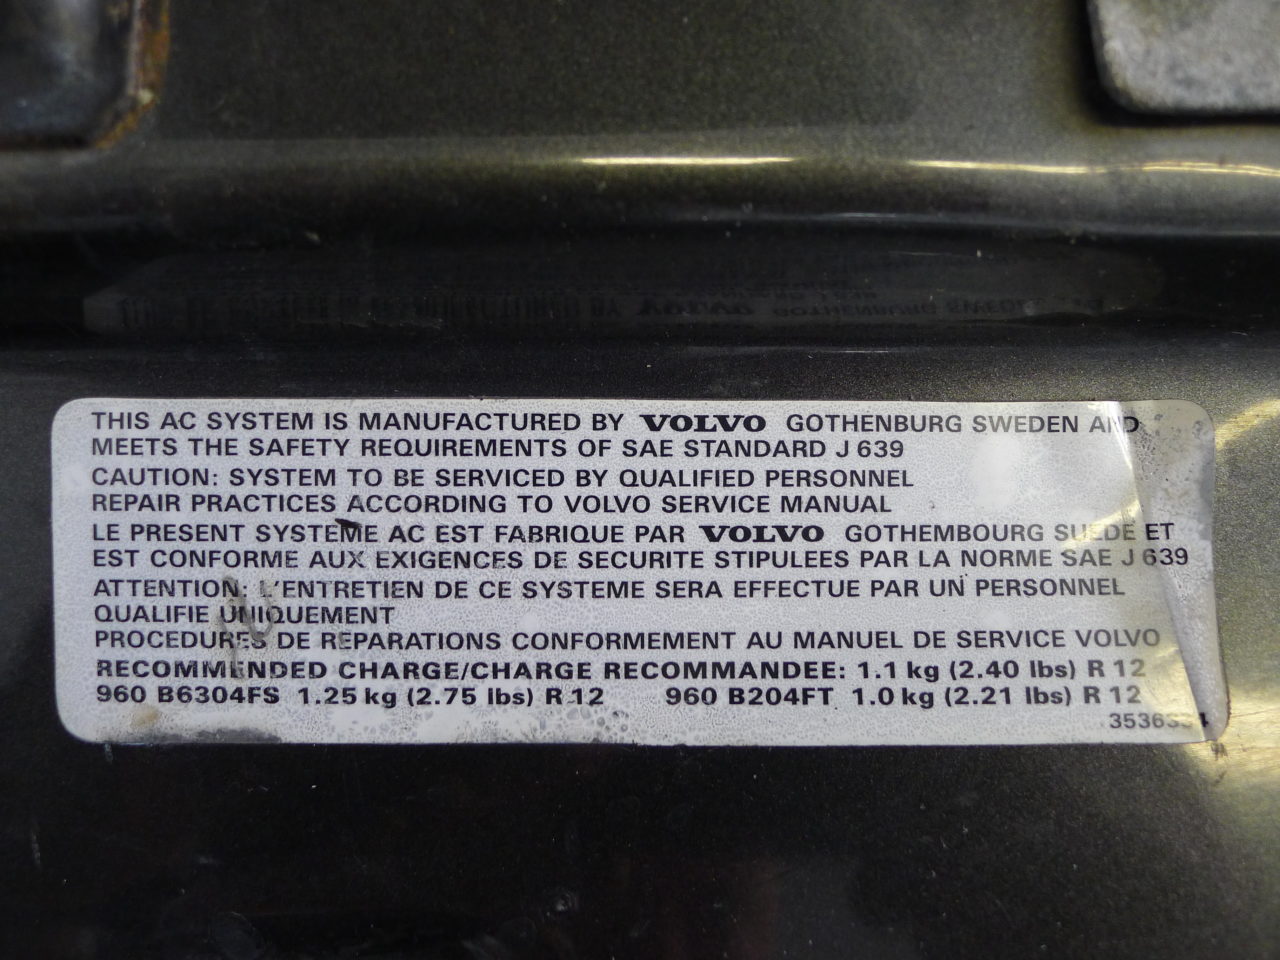 THIS AC SYSTEM IS MANUFACTURED BY VOLVO GOTHENBURG SWEDEN AND
MEETS THE SAFETY REQUIREMENTS OF SAE STANDARD J 639
CAUTION: SYSTEM TO BE SERVICED BY QUALIFIED PERSONNEL
REPAIR PRACTICES ACCORDING TO VOLVO SERVICE MANUAL
LE PRESENT SYSTEME AC EST FABRIQUE PAR VOLVO GOTHEMBOURG SUEDE ET
EST CONFORME AUX EXIGENCES DE SECURITE STIPULEES PAR LA NORME SAE J 639
ATTENTION: L'ENTRETIEN DE CE SYSTEME SERA EFFECTUE PAR UN PERSONNEL
QUALIFIE UNIQUEMENT
PROCEDURES DE REPARATIONS CONFORMEMENT AU MANUEL DE SERVICE VOLVO
RECOMMENDED CHARGE/CHARGE RECOMMANDEE: 1.1 kg (2.40 lbs) R 12
960 B6304FS 1.25 kg (2.75 lbs) R 12 960 B204FT 1.0 kg (2.21 lbs) R 12